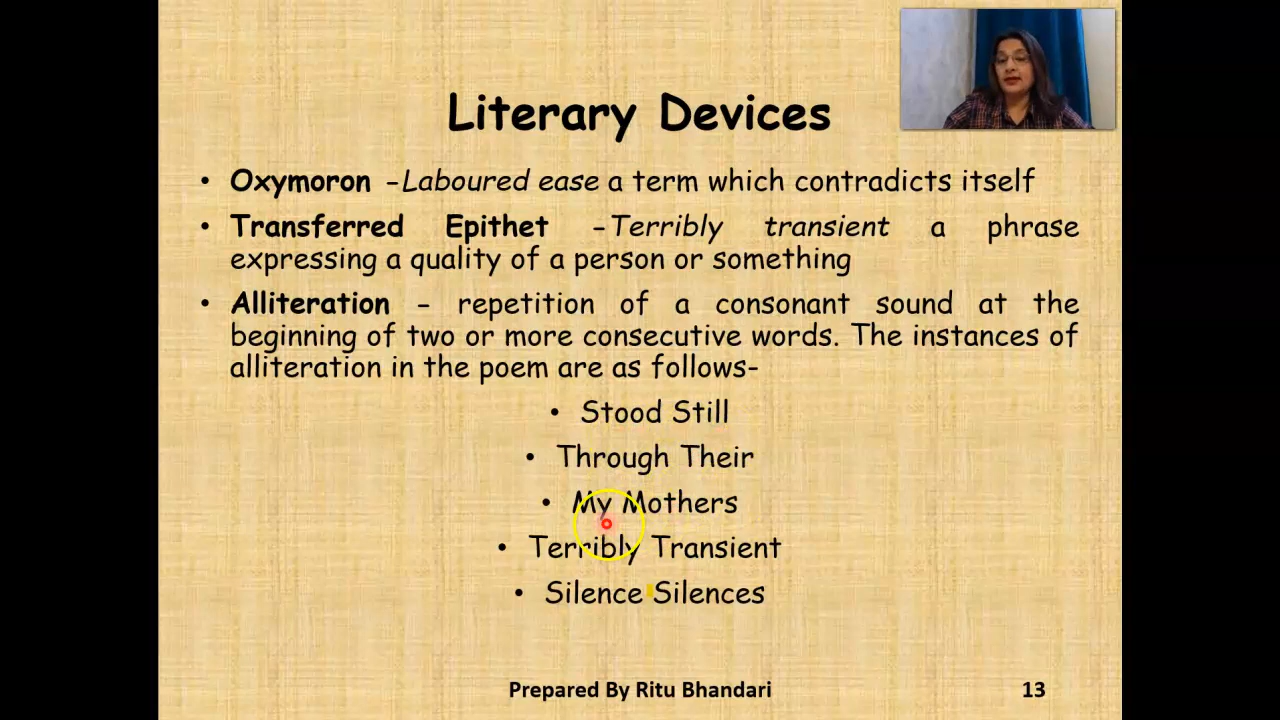 Literary Devices
• Oxymoron -Laboured ease a term which contradicts itself
• Transferred Epithet -Terribly transient a phrase
expressing a quality of a person or something
• Alliteration - repetition of a consonant sound at the
beginning of two or more consecutive words. The instances of
alliteration in the poem are as follows-
• Stood Still
• Through Their
• My Mothers
• Terribly Transient
• Silence Silences
Prepared By Ritu Bhandari 13